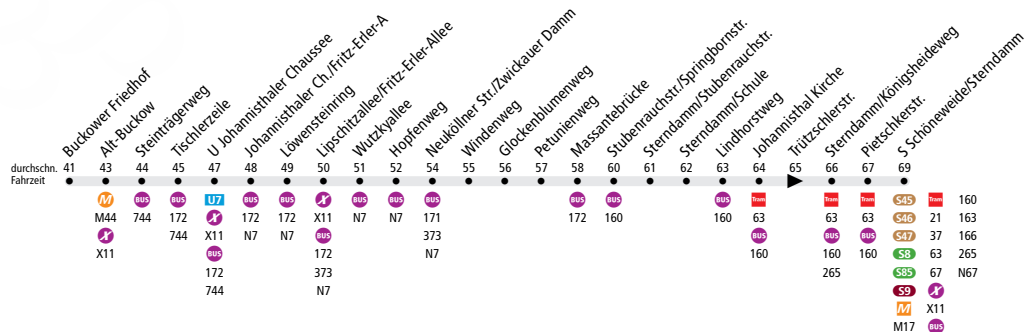 Buckower Friedhof
Alt-Buckow
Steinträgerweg
Tischlerzeile
U Johannisthaler Chaussee
Johannisthaler Ch./Fritz-Erler-A
Löwensteinring
Lipschitzallee/Fritz-Erler-Allee
Wutzkyallee
Hopfenweg
Neuköllner Str./Zwickauer Damm
Windenweg
Glockenblumenweg
Petunienweg
Massantebrücke
Stubenrauchstr./Springbornstr.
Sterndamm/Stubenrauchstr.
Sterndamm/Schule
Lindhorstweg
Johannisthal Kirche
Trützschlerstr.
Sterndamm/Königsheideweg
Pietschkerstr.
S Schöneweide/Sterndamm
durchschn. 41 43 44 45 47 48 49 50 51 52 54 55 56 57 58 60 61 62 63 64 65 66 67 69
Fahrzeit
M BUS BUS U7 BUS BUS X BUS BUS BUS BUS BUS BUS Tram Tram Tram S45 Tram 160
M44 744 172 X 172 172 X11 N7 N7 171 172 160 160 63 63 63 S46 21 163
X 744 X11 N7 N7 BUS 373 BUS BUS BUS S47 37 166
X11 BUS 172 N7 160 160 160 S8 63 265
172 373 265 S85 67 N67
744 N7 S9 X
M X11
M17 BUS